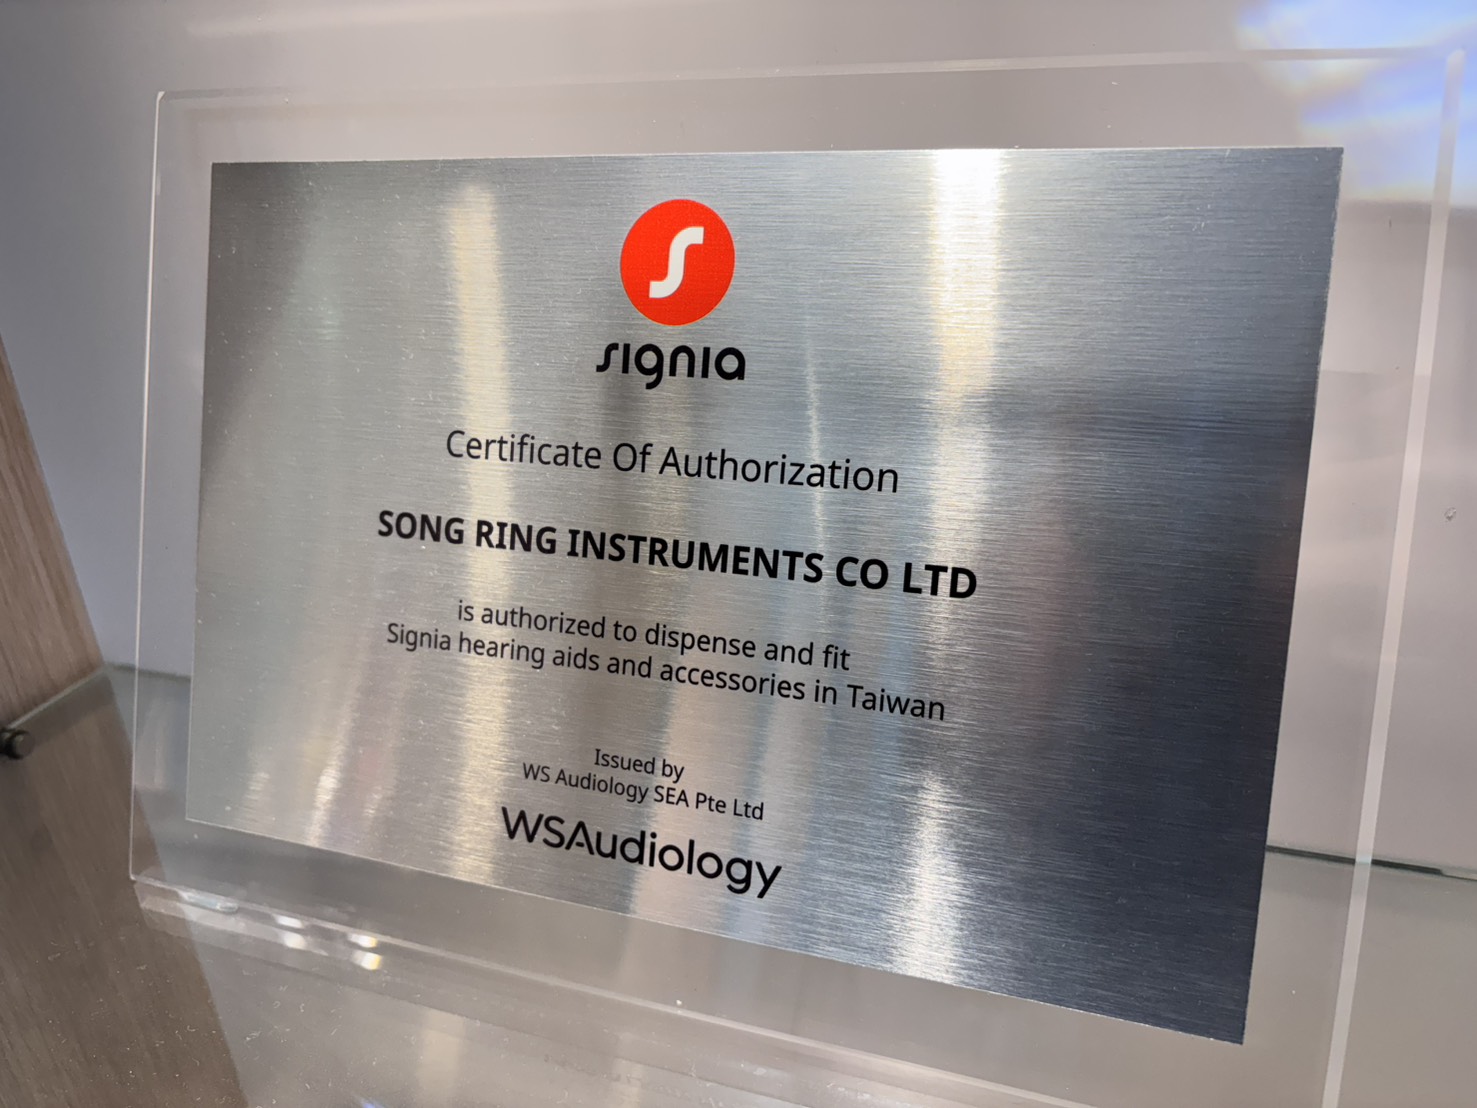 S
signia
Certificate Of Authorization
SONG RING INSTRUMENTS CO LTD
is authorized to dispense and fit
Signia hearing aids and accessories in Taiwan
Issued by
WS Audiology SEA Pte Ltd
WSAudiology